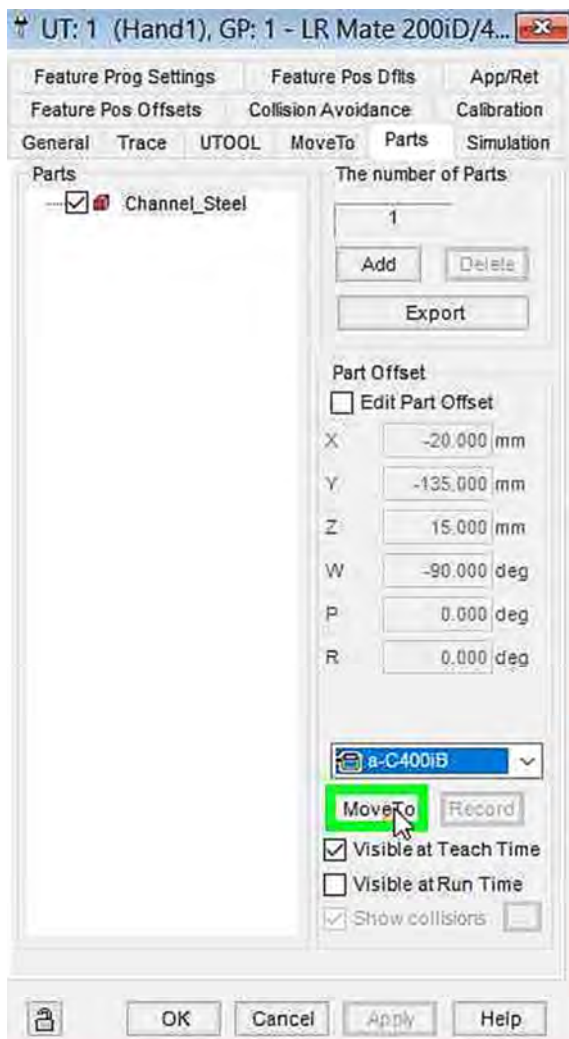 UT: 1 (Hand1), GP: 1 - LR Mate 200iD/4...
Feature Prog Settings Feature Pos Dflts App/Ret
Feature Pos Offsets Collision Avoidance Calibration
General Trace UTOOL MoveTo Parts Simulation
Parts
Channel_Steel
The number of Parts
1
Add Delete
Export
Part Offset
Edit Part Offset
X -20.000 mm
Y -135.000 mm
Z 15.000 mm
W -90.000 deg
P 0.000 deg
R 0.000 deg
a-C400iB
MoveTo Record
Visible at Teach Time
Visible at Run Time
Show collisions ...
OK Cancel Apply Help